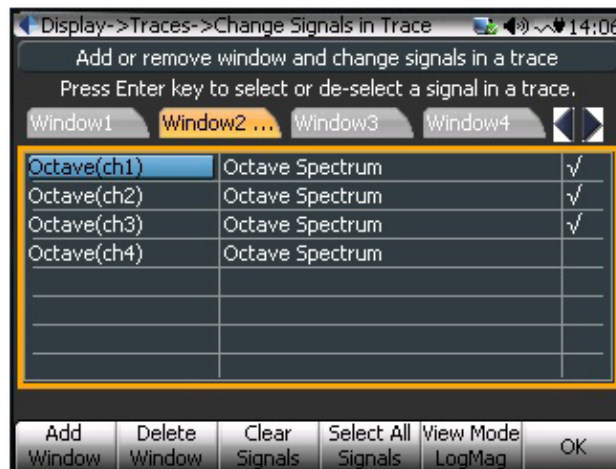 Display->Traces->Change Signals in Trace 14:06
Add or remove window and change signals in a trace
Press Enter key to select or de-select a signal in a trace.
Window1 Window2 ... Window3 Window4
Octave(ch1) Octave Spectrum √
Octave(ch2) Octave Spectrum √
Octave(ch3) Octave Spectrum √
Octave(ch4) Octave Spectrum
Add Window Delete Window Clear Signals Select All Signals View Mode LogMag OK